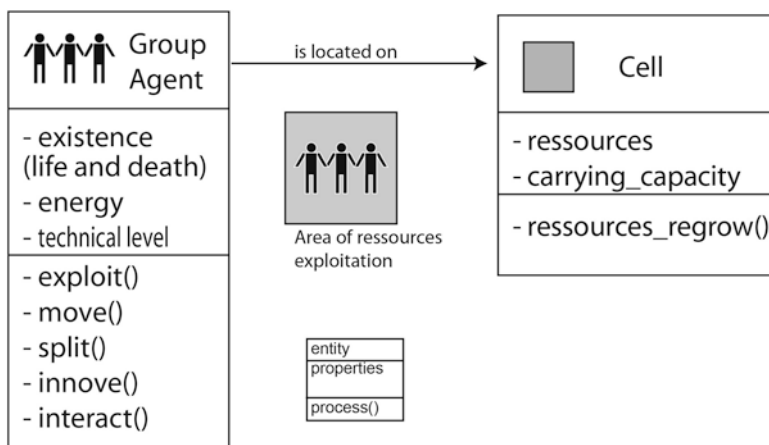 Group
Agent
- existence
(life and death)
- energy
- technical level
- exploit()
- move()
- split()
- innove()
- interact()
is located on
Area of ressources
exploitation
entity
properties
process()
Cell
- ressources
- carrying_capacity
- ressources_regrow()